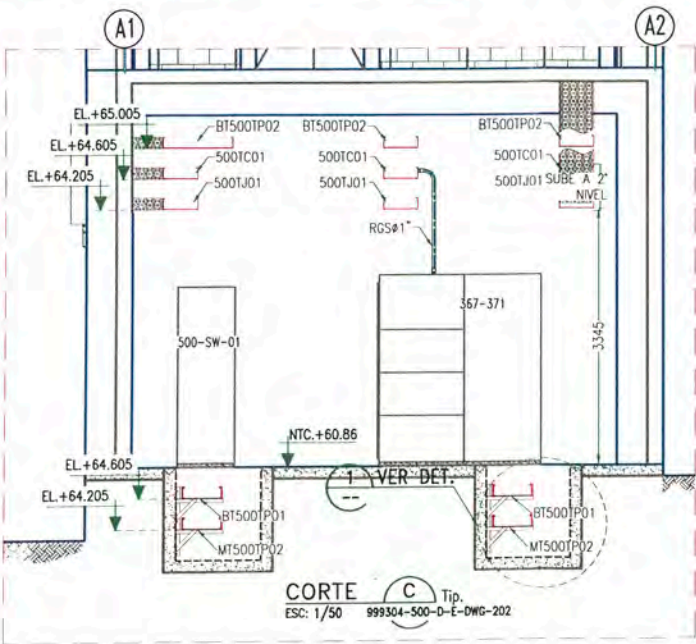 A1
A2
EL.+65.005
BT500TP02
BT500TP02
BT500TP02
EL.+64.605
500TC01
500TC01
500TC01
EL.+64.205
500TJ01
500TJ01
500TJ01 SUBE A 2°
NIVEL
RGSø1"
367-371
500-SW-01
3345
NTC.+60.86
EL.+64.605
1 VER DET.
--
EL.+64.205
BT500TP01
BT500TP01
MT500TP02
MT500TP02
CORTE C Tip.
ESC: 1/50 999304-500-D-E-DWG-202